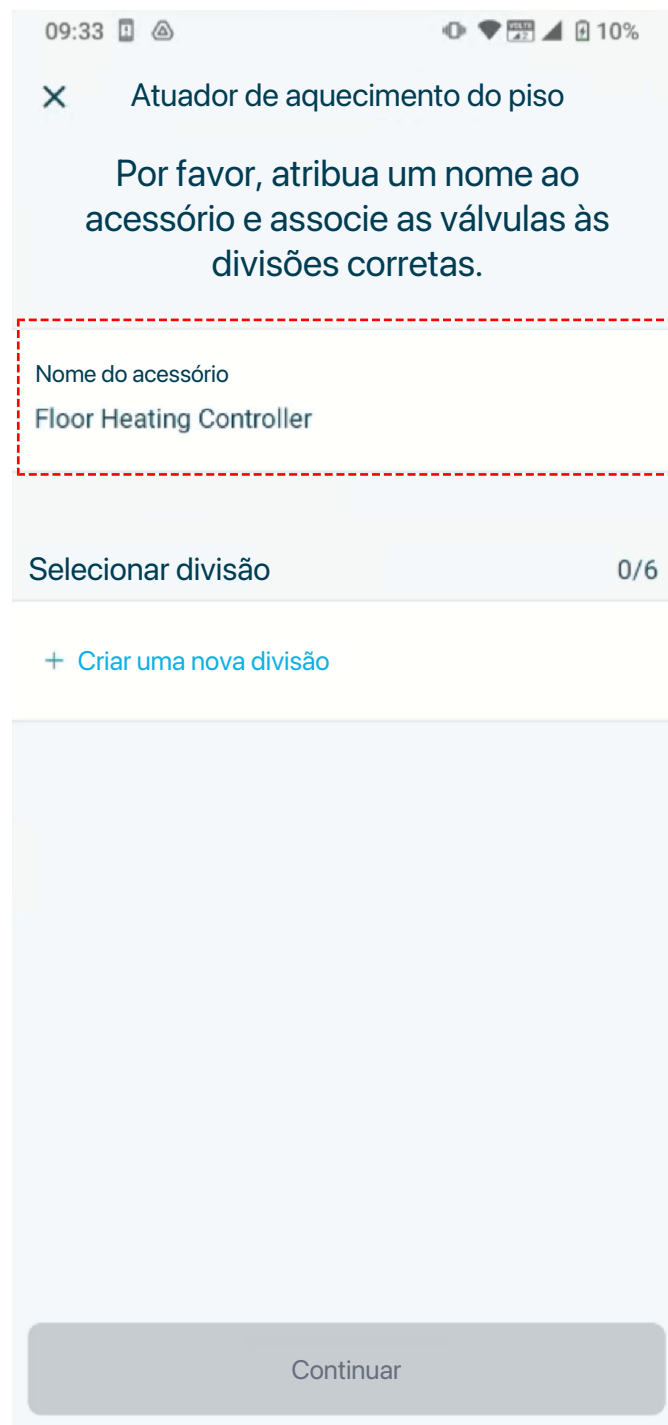 09:33 10%
Atuador de aquecimento do piso
Por favor, atribua um nome ao
acessório e associe as válvulas às
divisões corretas.
Nome do acessório
Floor Heating Controller
Selecionar divisão 0/6
+ Criar uma nova divisão
Continuar